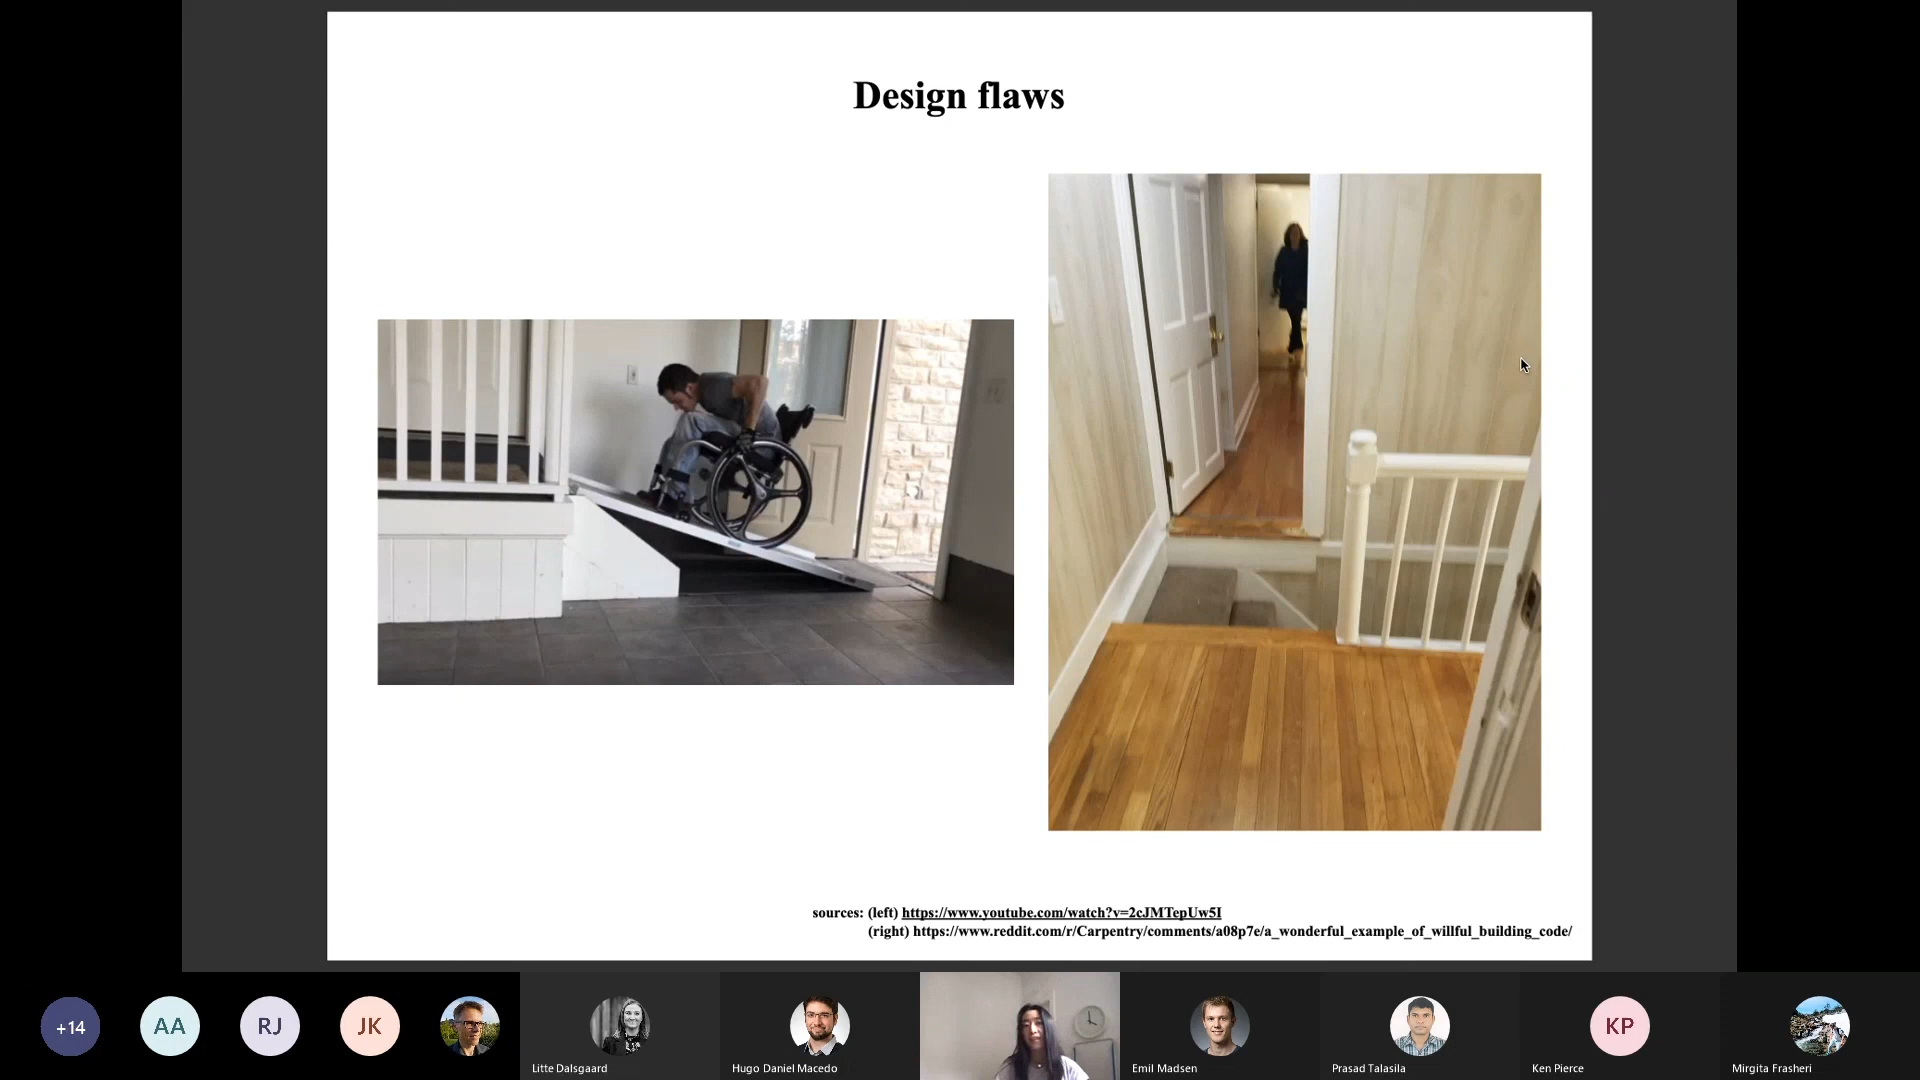 Design flaws
sources: (left) https://www.youtube.com/watch?v=2cJMTepUw5I
(right) https://www.reddit.com/r/Carpentry/comments/a08p7e/a_wonderful_example_of_willful_building_code/
+14
AA
RJ
JK
Litte Dalsgaard
Hugo Daniel Macedo
Emil Madsen
Prasad Talasila
KP
Ken Pierce
Mirgita Frasheri